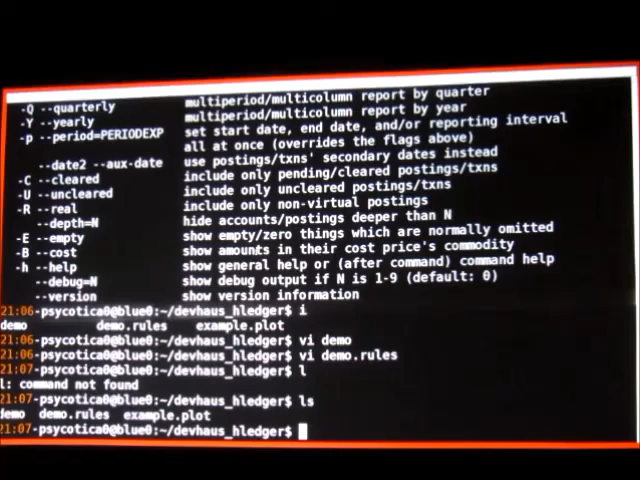 -Q --quarterly multiperiod/multicolumn report by quarter
-Y --yearly multiperiod/multicolumn report by year
-p --period=PERIODEXP set start date, end date, and/or reporting interval
all at once (overrides the flags above)
--date2 --aux-date use postings/txns' secondary dates instead
-C --cleared include only pending/cleared postings/txns
-U --uncleared include only uncleared postings/txns
-R --real include only non-virtual postings
--depth=N hide accounts/postings deeper than N
-E --empty show empty/zero things which are normally omitted
-B --cost show amounts in their cost price's commodity
-h --help show general help or (after command) command help
--debug=N show debug output if N is 1-9 (default: 0)
--version show version information
21:06-psycotica0@blue0:~/devhaus_hledger$ i
demo demo.rules example.plot
21:06-psycotica0@blue0:~/devhaus_hledger$ vi demo
21:06-psycotica0@blue0:~/devhaus_hledger$ vi demo.rules
21:07-psycotica0@blue0:~/devhaus_hledger$ l
l: command not found
21:07-psycotica0@blue0:~/devhaus_hledger$ ls
demo demo.rules example.plot
21:07-psycotica0@blue0:~/devhaus_hledger$